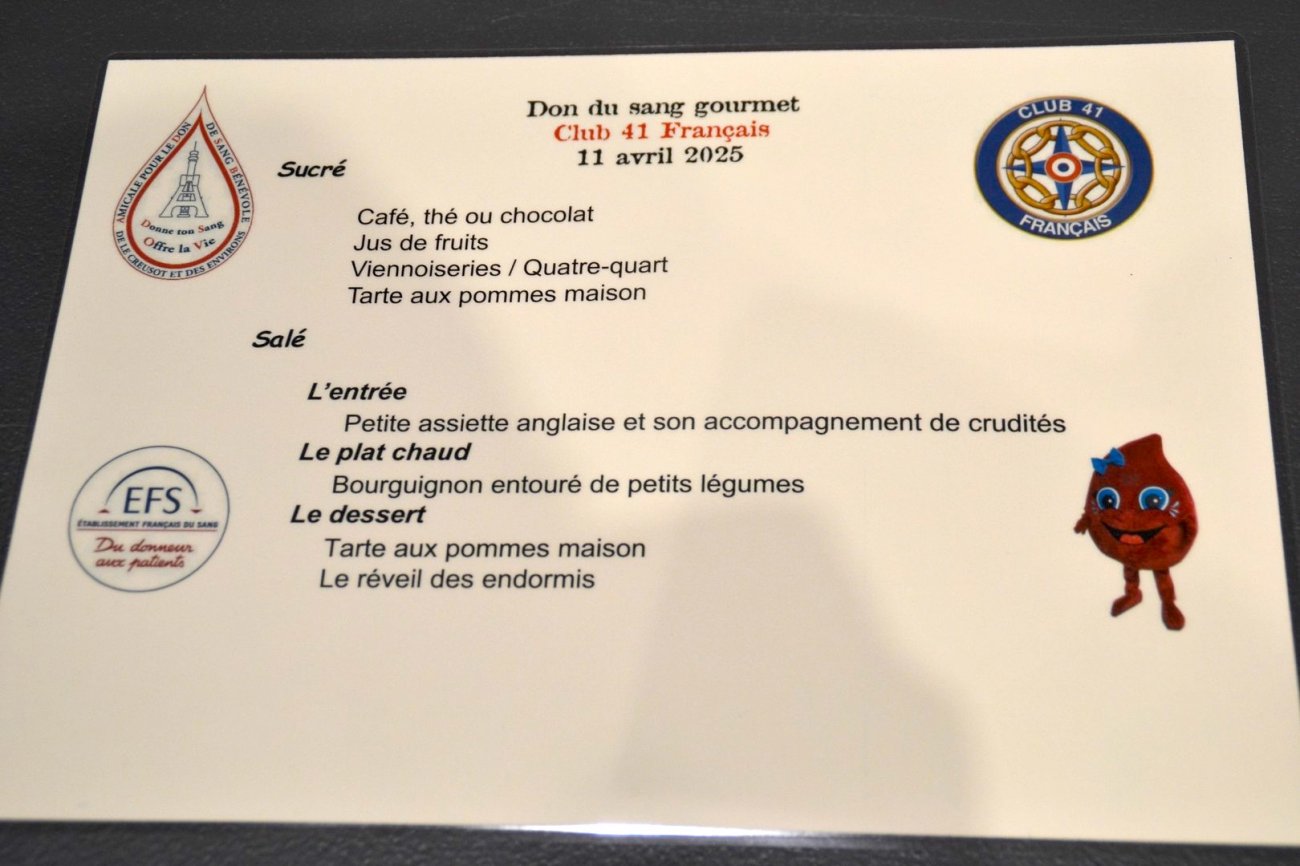 Don du sang gourmet
Club 41 Français
11 avril 2025
AMICALE POUR LE DON DE SANG BÉNÉVOLE
DE LE CREUSOT ET DES ENVIRONS
Donne ton Sang
Offre la Vie
CLUB 41
FRANÇAIS
Sucré
Café, thé ou chocolat
Jus de fruits
Viennoiseries / Quatre-quart
Tarte aux pommes maison
Salé
L'entrée
Petite assiette anglaise et son accompagnement de crudités
Le plat chaud
Bourguignon entouré de petits légumes
Le dessert
Tarte aux pommes maison
Le réveil des endormis
EFS
ÉTABLISSEMENT FRANÇAIS DU SANG
Du donneur
aux patients